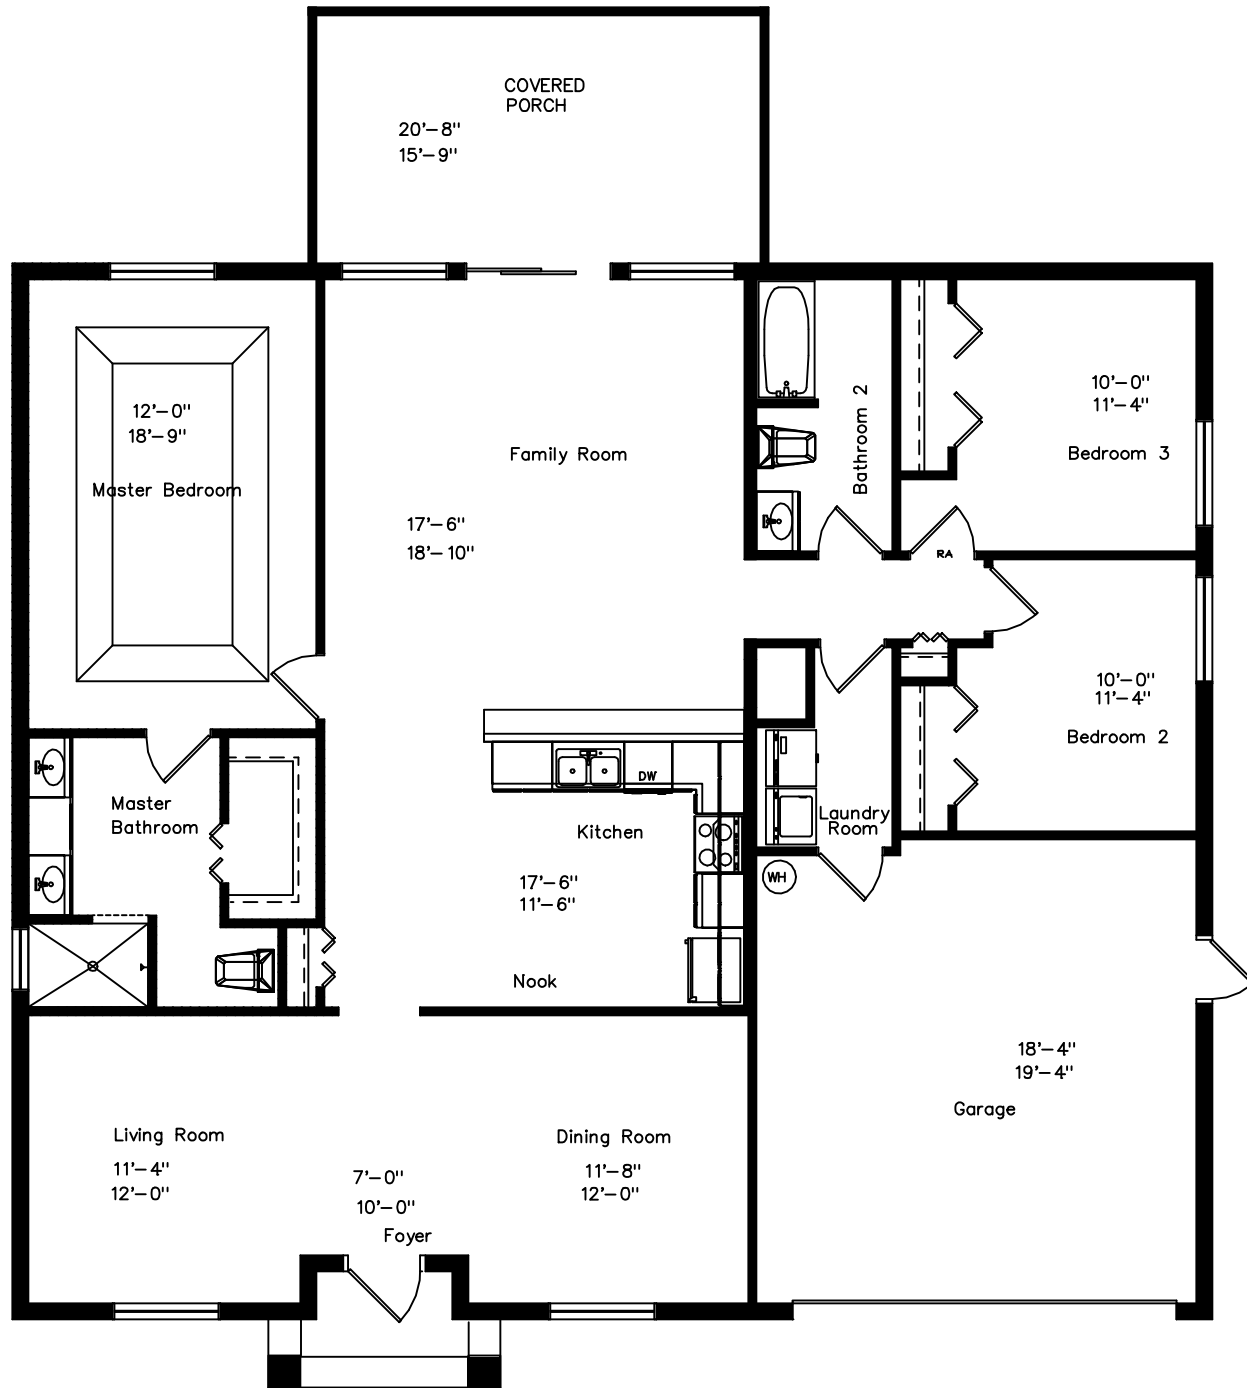 COVERED
PORCH
20'-8"
15'-9"
12'-0"
18'-9"
Master Bedroom
Family Room
17'-6"
18'-10"
Bathroom 2
10'-0"
11'-4"
Bedroom 3
RA
10'-0"
11'-4"
Bedroom 2
Master
Bathroom
DW
Kitchen
17'-6"
11'-6"
Nook
Laundry
Room
WH
18'-4"
19'-4"
Garage
Living Room
11'-4"
12'-0"
7'-0"
10'-0"
Foyer
Dining Room
11'-8"
12'-0"